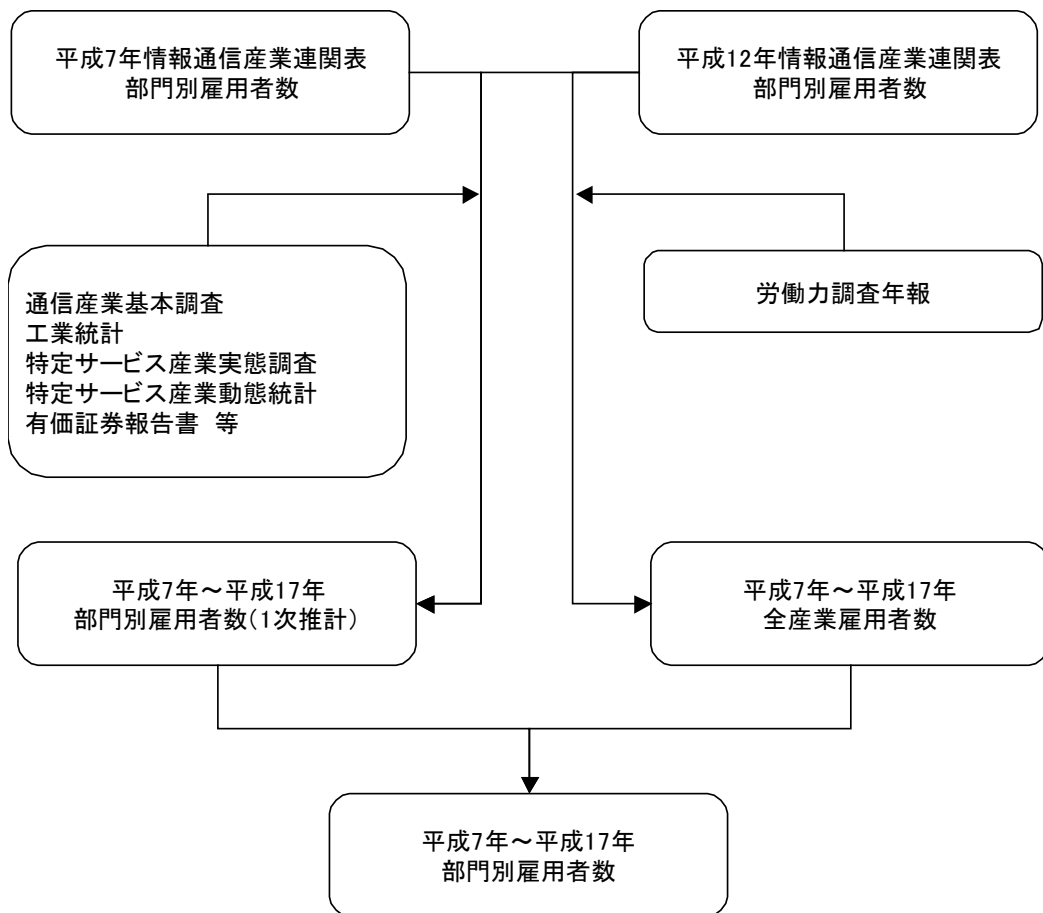 平成7年情報通信産業連関表
部門別雇用者数
平成12年情報通信産業連関表
部門別雇用者数
通信産業基本調査
工業統計
特定サービス産業実態調査
特定サービス産業動態統計
有価証券報告書　等
労働力調査年報
平成7年～平成17年
部門別雇用者数(1次推計)
平成7年～平成17年
全産業雇用者数
平成7年～平成17年
部門別雇用者数